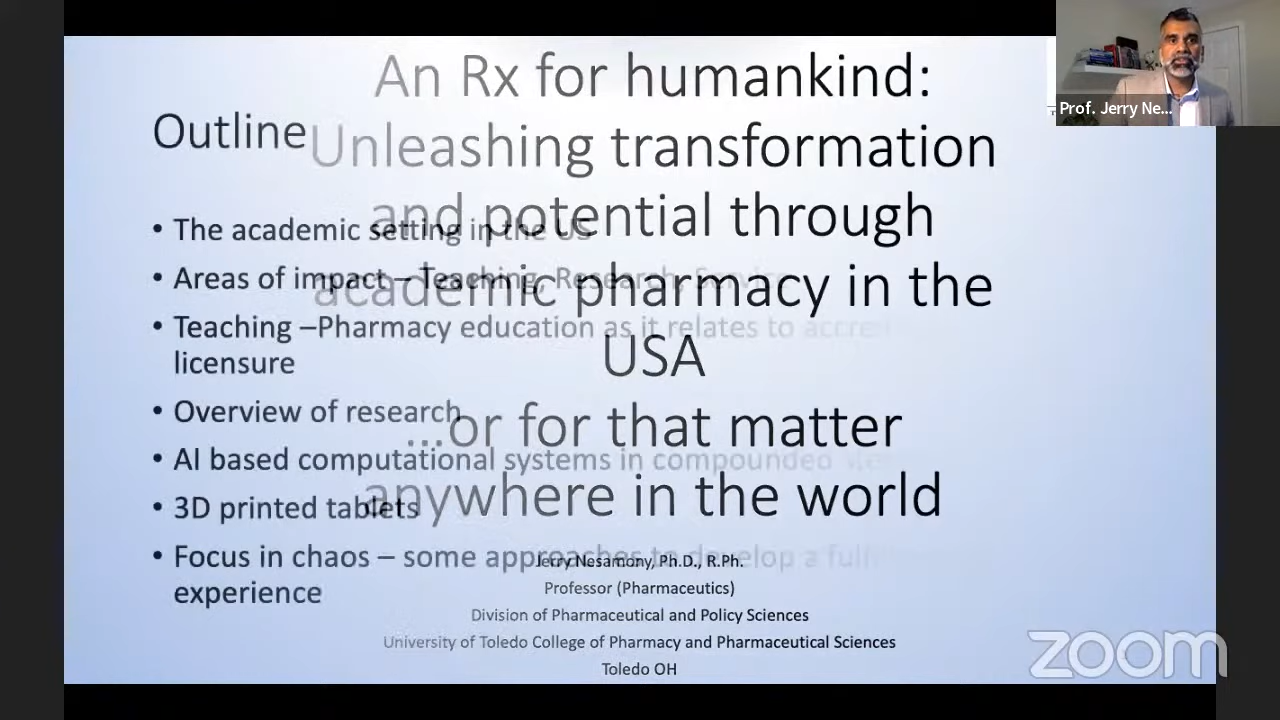 An Rx for humankind:
Unleashing transformation
and potential through
academic pharmacy in the
USA
...or for that matter
anywhere in the world
Jerry Nesamony, Ph.D., R.Ph.
Professor (Pharmaceutics)
Division of Pharmaceutical and Policy Sciences
University of Toledo College of Pharmacy and Pharmaceutical Sciences
Toledo OH
Outline
• The academic setting in the US
• Areas of impact – Teaching, Research, Service
• Teaching –Pharmacy education as it relates to
licensure
• Overview of research
• AI based computational systems in compounded
• 3D printed tablets
• Focus in chaos – some approaches to develop a
experience
Prof. Jerry Ne...
zoom